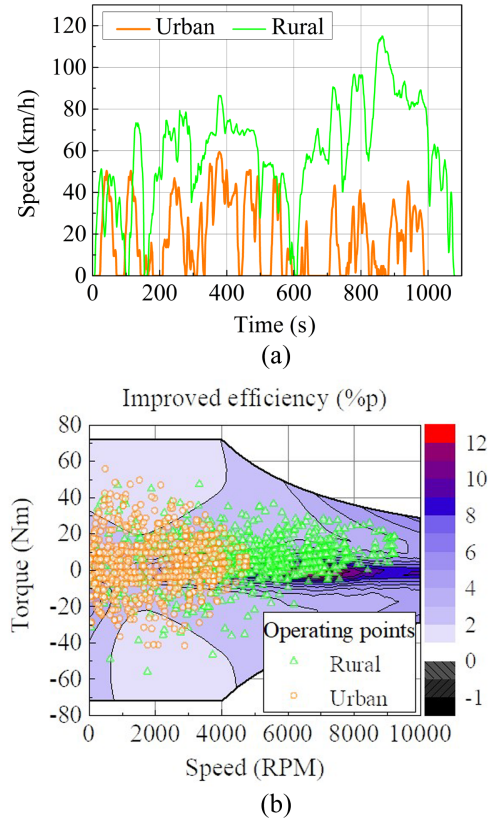 Urban Rural
120
100
80
60
40
20
0
Speed (km/h)
0 200 400 600 800 1000
Time (s)
(a)
Improved efficiency (%p)
80
60
40
20
0
-20
-40
-60
-80
Torque (Nm)
Operating points
Rural
Urban
12
10
8
6
4
2
0
-1
0 2000 4000 6000 8000 10000
Speed (RPM)
(b)